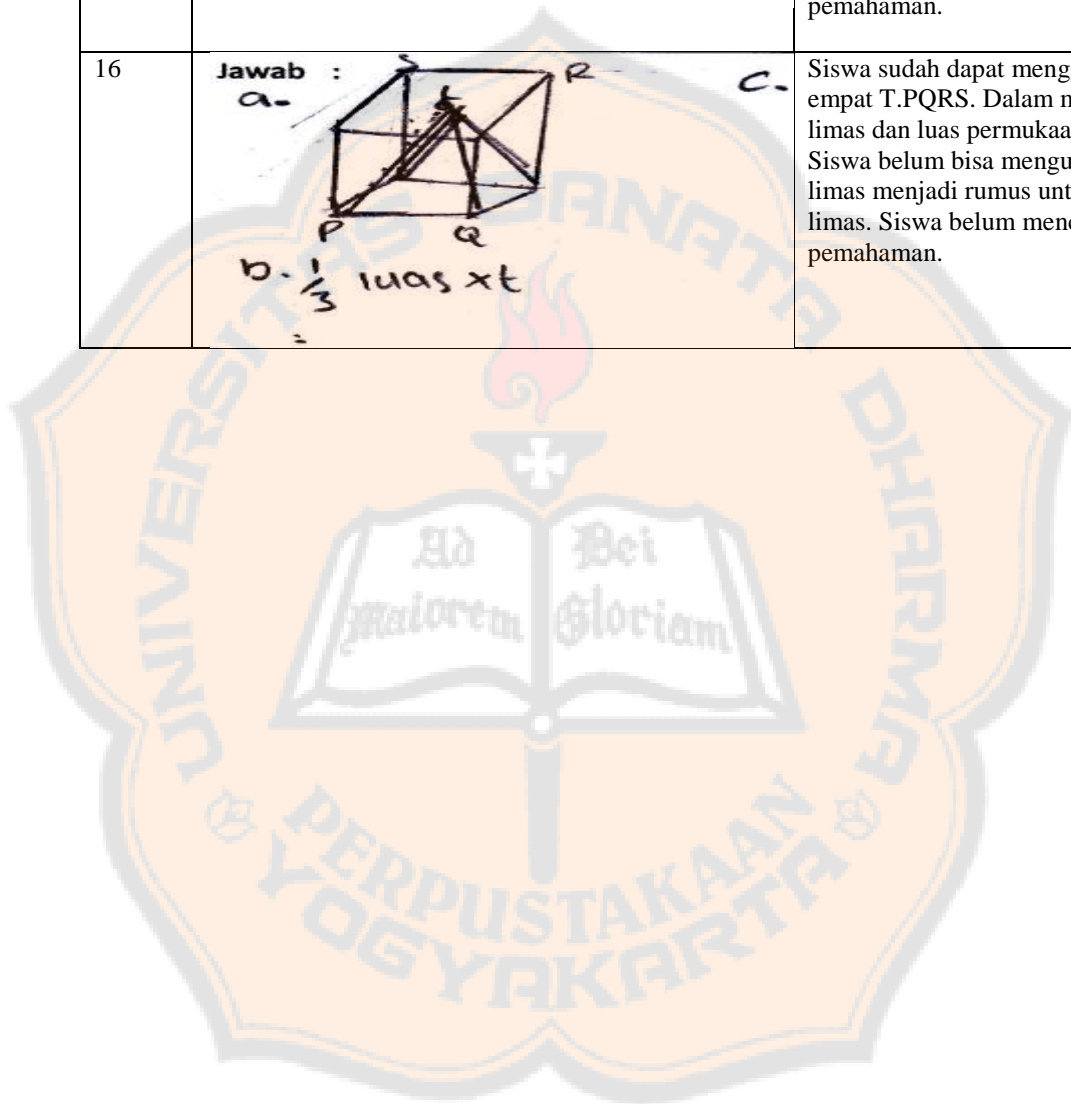 pemahaman.
16
Jawab :
a-
S
R
t
P
Q
c.
b. 1/3 luas x t
=
Siswa sudah dapat meng
empat T.PQRS. Dalam m
limas dan luas permukaa
Siswa belum bisa mengu
limas menjadi rumus unt
limas. Siswa belum menc
pemahaman.
UNIVERSITAS SANATA DHARMA
Ad Maiorem
Dei Gloriam
PERPUSTAKAAN
YOGYAKARTA